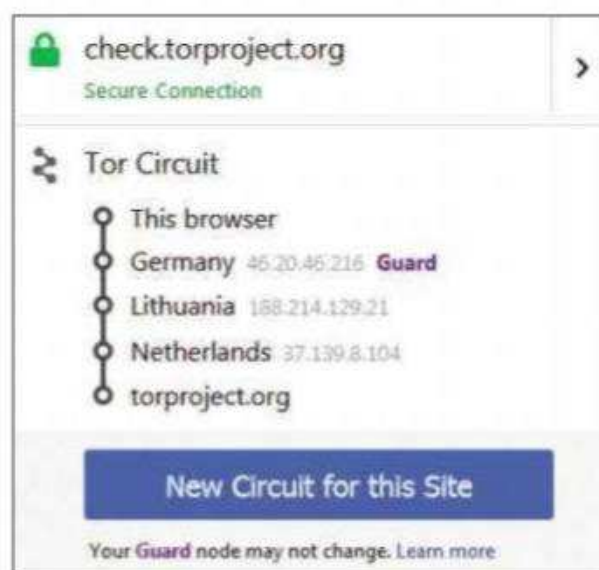 check.torproject.org
Secure Connection
Tor Circuit
This browser
Germany 46.20.46.216 Guard
Lithuania 188.214.129.21
Netherlands 37.139.8.104
torproject.org
New Circuit for this Site
Your Guard node may not change. Learn more